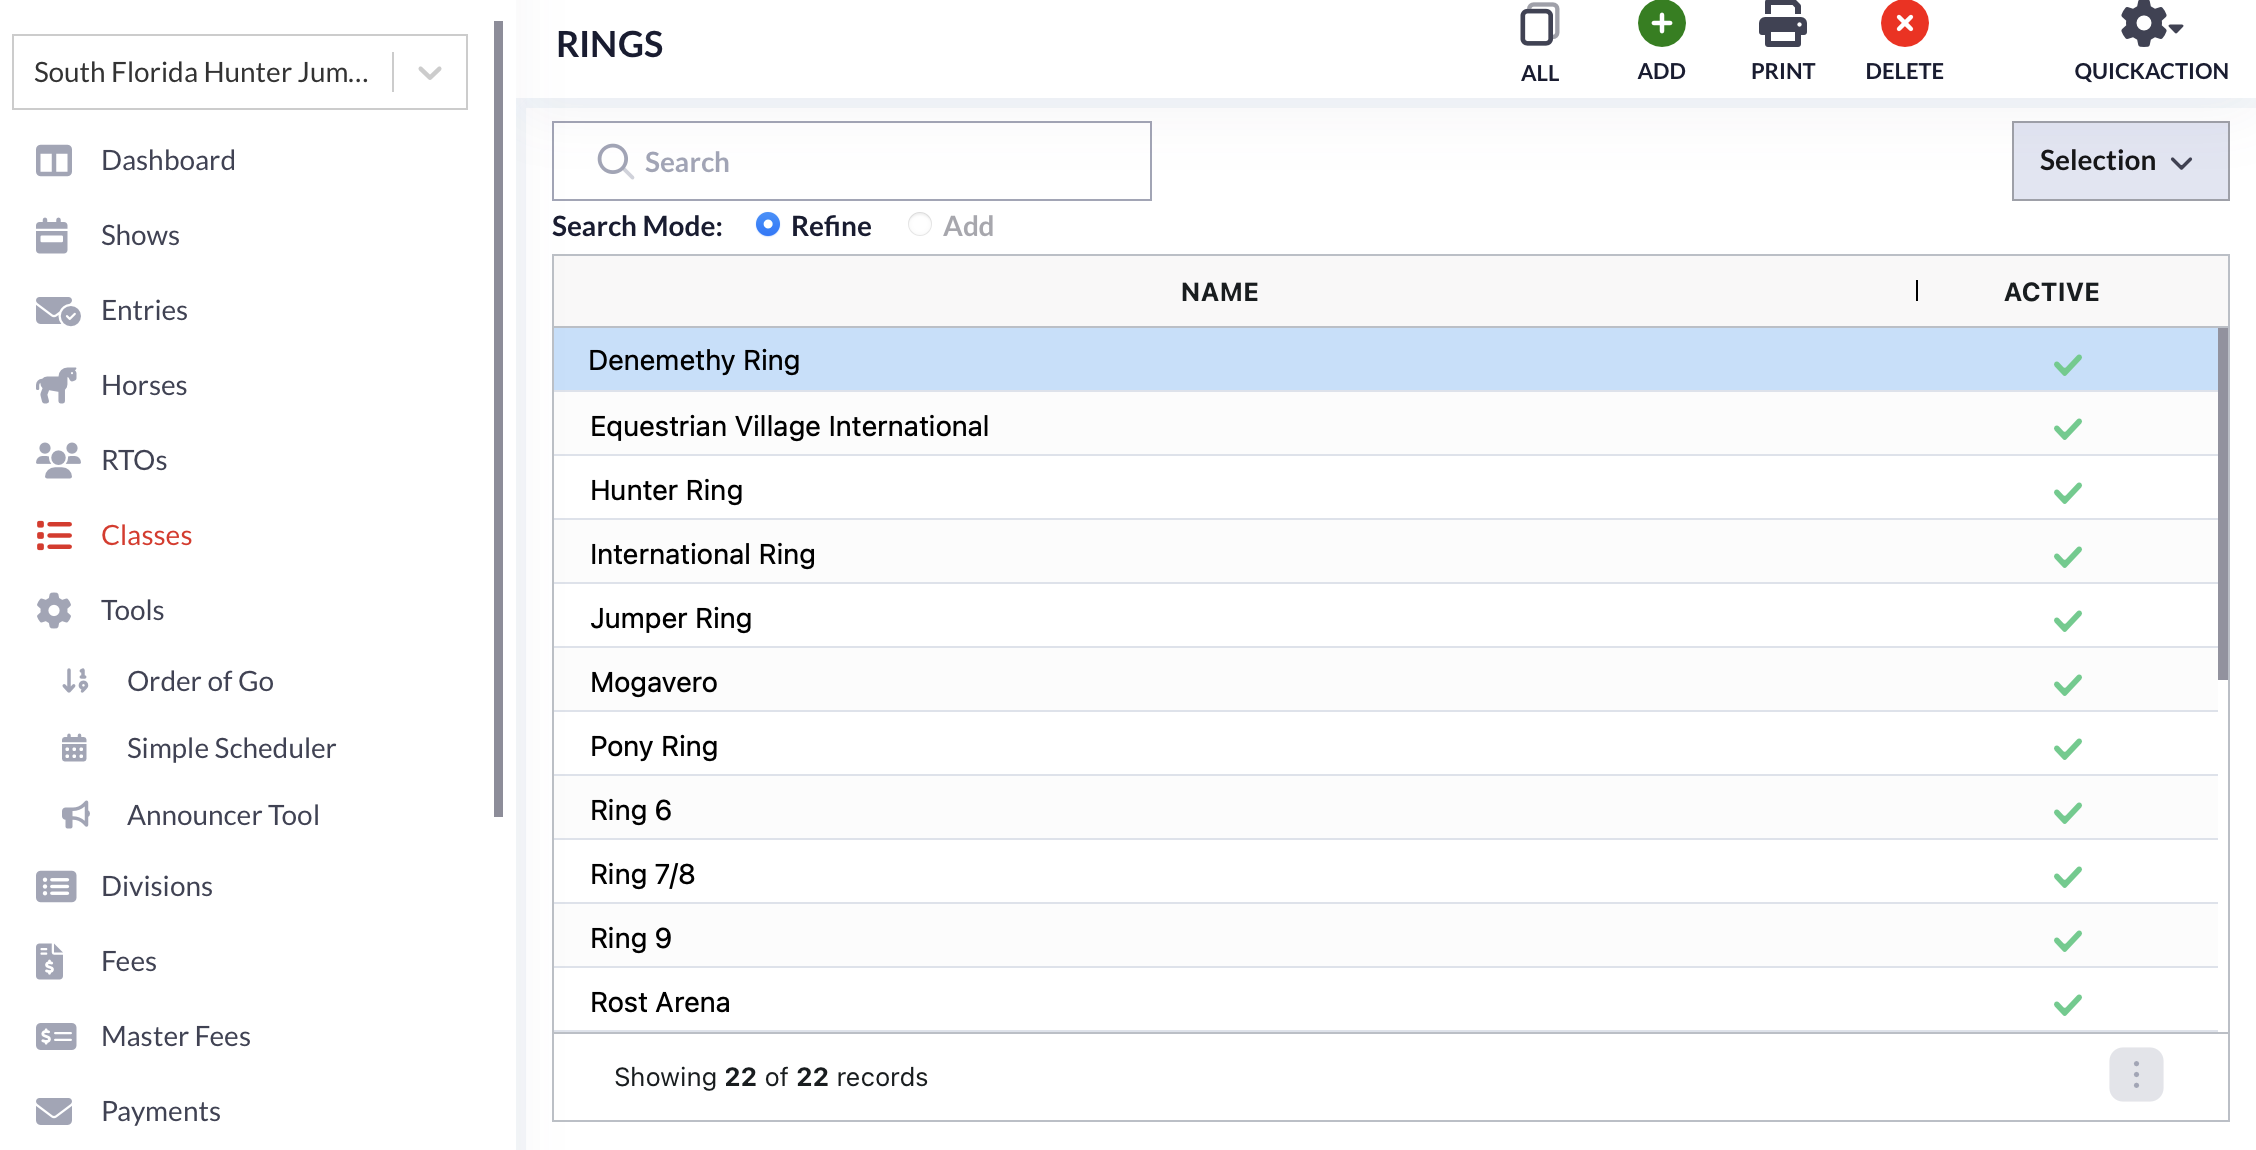 South Florida Hunter Jum...
Dashboard
Shows
Entries
Horses
RTOs
Classes
Tools
Order of Go
Simple Scheduler
Announcer Tool
Divisions
Fees
Master Fees
Payments
RINGS
ALL
ADD
PRINT
DELETE
QUICKACTION
Search
Selection
Search Mode: Refine Add
NAME ACTIVE
Denemethy Ring
Equestrian Village International
Hunter Ring
International Ring
Jumper Ring
Mogavero
Pony Ring
Ring 6
Ring 7/8
Ring 9
Rost Arena
Showing 22 of 22 records